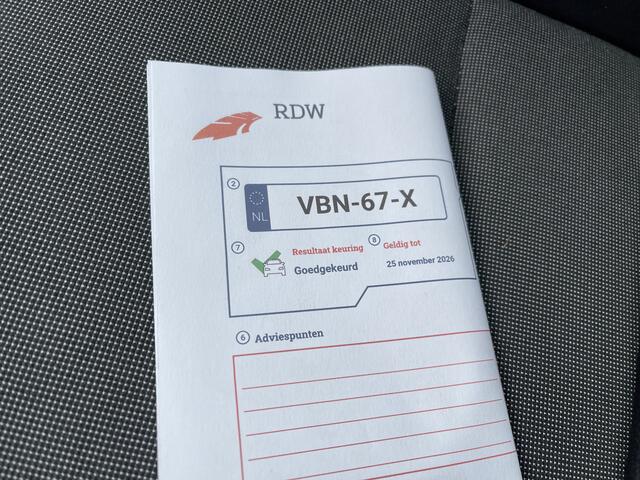 RDW
2
NL
VBN-67-X
7
Resultaat keuring
Goedgekeurd
8
Geldig tot
25 november 2026
6 Adviespunten